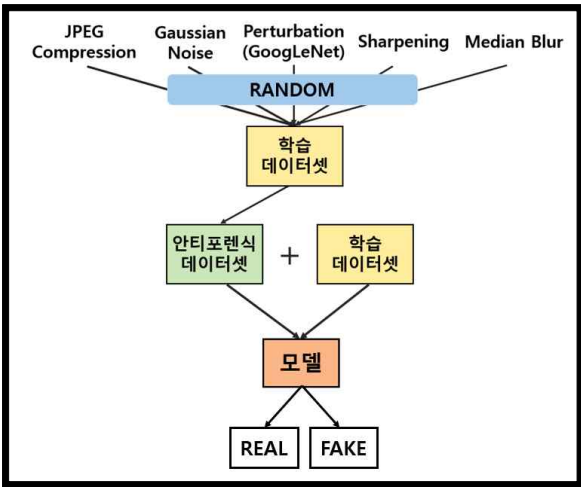 JPEG
Compression
Gaussian
Noise
Perturbation
(GoogLeNet)
Sharpening
Median Blur
RANDOM
학습
데이터셋
안티포렌식
데이터셋
+
학습
데이터셋
모델
REAL
FAKE